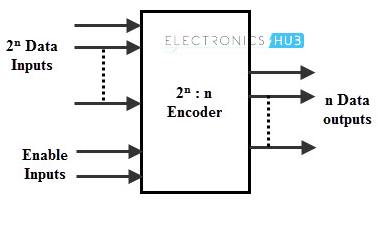 ELECTRONICS HUB
2ⁿ Data
Inputs
2ⁿ : n
Encoder
n Data
outputs
Enable
Inputs